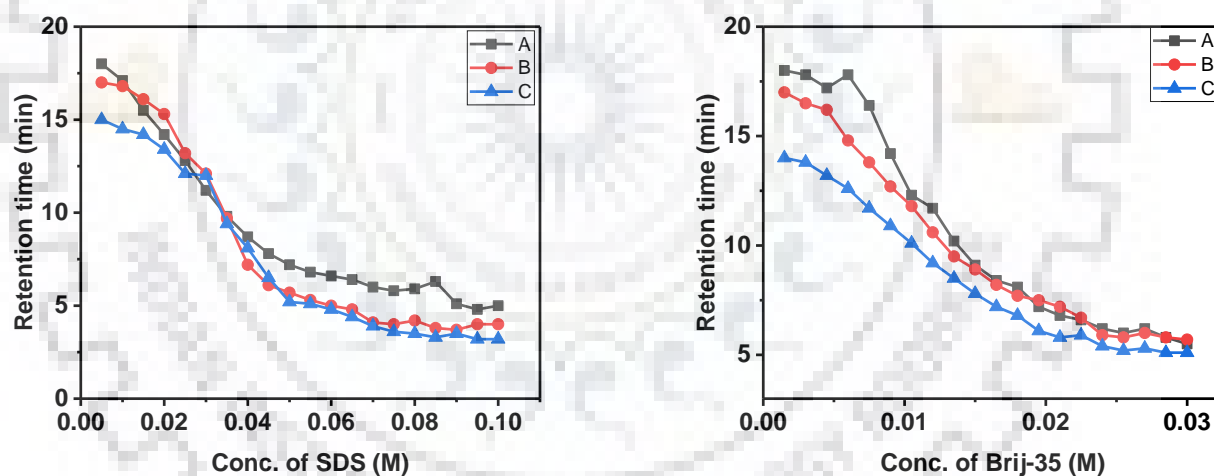 20
15
10
5
0
0.00 0.02 0.04 0.06 0.08 0.10
Retention time (min)
Conc. of SDS (M)
A
B
C
20
15
10
5
0.00 0.01 0.02 0.03
Retention time (min)
Conc. of Brij-35 (M)
A
B
C